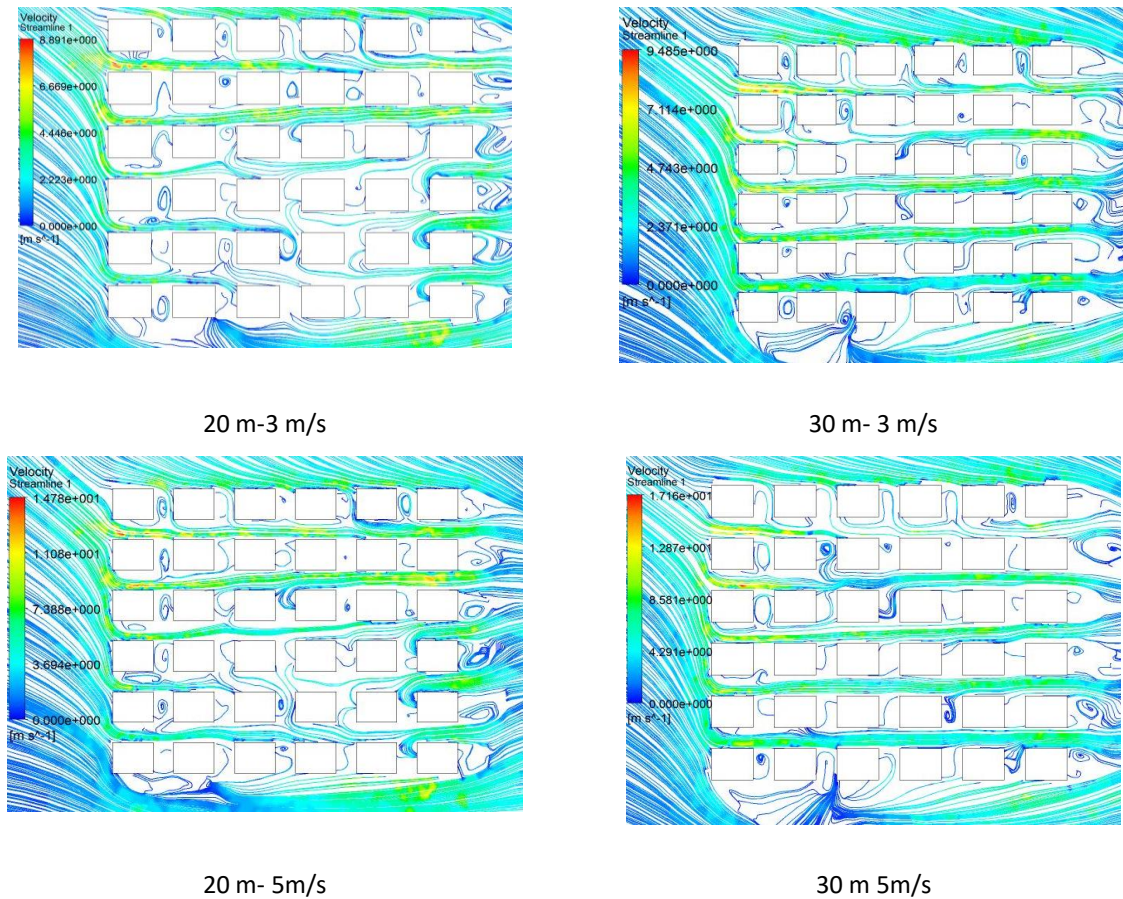 Velocity
Streamline 1
8.891e+000
6.669e+000
4.446e+000
2.223e+000
0.000e+000
[m s^-1]
Velocity
Streamline 1
9.485e+000
7.114e+000
4.743e+000
2.371e+000
0.000e+000
[m s^-1]
20 m-3 m/s
30 m- 3 m/s
Velocity
Streamline 1
1.478e+001
1.108e+001
7.388e+000
3.694e+000
0.000e+000
[m s^-1]
Velocity
Streamline 1
1.716e+001
1.287e+001
8.581e+000
4.291e+000
0.000e+000
[m s^-1]
20 m- 5m/s
30 m 5m/s